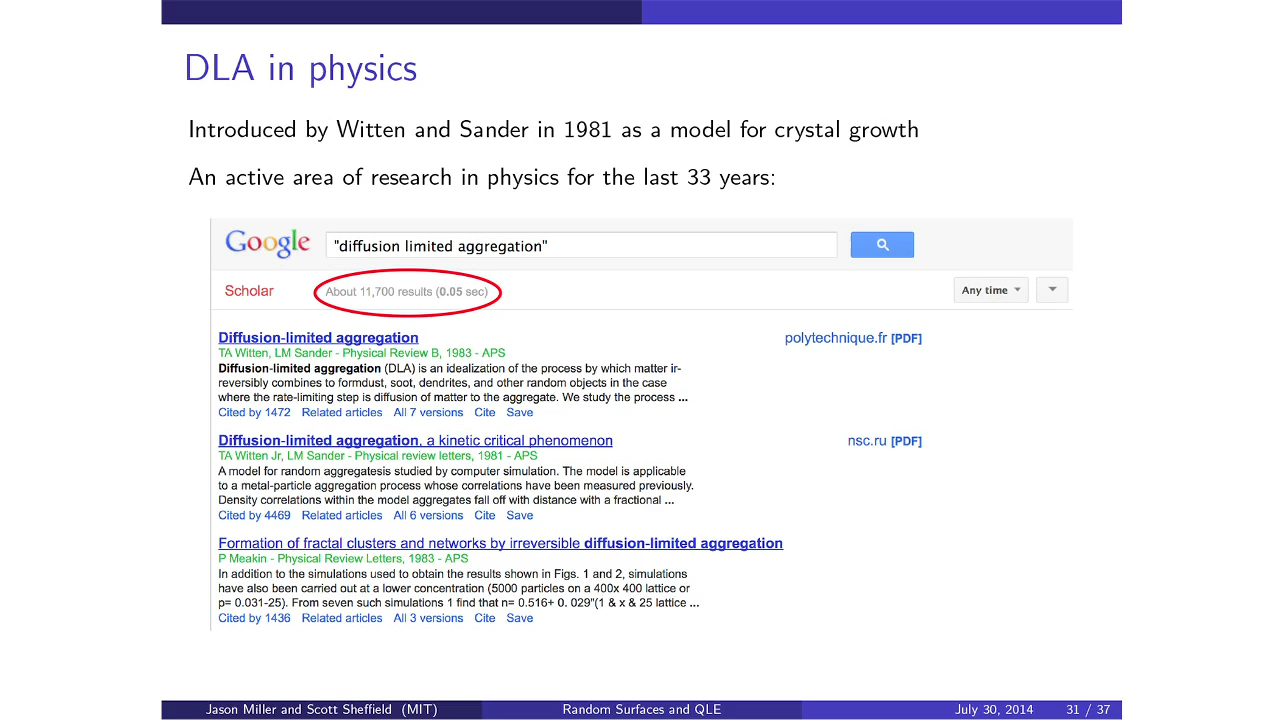 DLA in physics
Introduced by Witten and Sander in 1981 as a model for crystal growth
An active area of research in physics for the last 33 years:
Google "diffusion limited aggregation"
Scholar About 11,700 results (0.05 sec) Any time
Diffusion-limited aggregation polytechnique.fr [PDF]
TA Witten, LM Sander - Physical Review B, 1983 - APS
Diffusion-limited aggregation (DLA) is an idealization of the process by which matter ir-
reversibly combines to formdust, soot, dendrites, and other random objects in the case
where the rate-limiting step is diffusion of matter to the aggregate. We study the process ...
Cited by 1472 Related articles All 7 versions Cite Save
Diffusion-limited aggregation, a kinetic critical phenomenon nsc.ru [PDF]
TA Witten Jr, LM Sander - Physical review letters, 1981 - APS
A model for random aggregatesis studied by computer simulation. The model is applicable
to a metal-particle aggregation process whose correlations have been measured previously.
Density correlations within the model aggregates fall off with distance with a fractional ...
Cited by 4469 Related articles All 6 versions Cite Save
Formation of fractal clusters and networks by irreversible diffusion-limited aggregation
P Meakin - Physical Review Letters, 1983 - APS
In addition to the simulations used to obtain the results shown in Figs. 1 and 2, simulations
have also been carried out at a lower concentration (5000 particles on a 400x 400 lattice or
p= 0.031-25). From seven such simulations 1 find that n= 0.516+ 0. 029"(1 & x & 25 lattice ...
Cited by 1436 Related articles All 3 versions Cite Save
Jason Miller and Scott Sheffield (MIT) Random Surfaces and QLE July 30, 2014 31 / 37